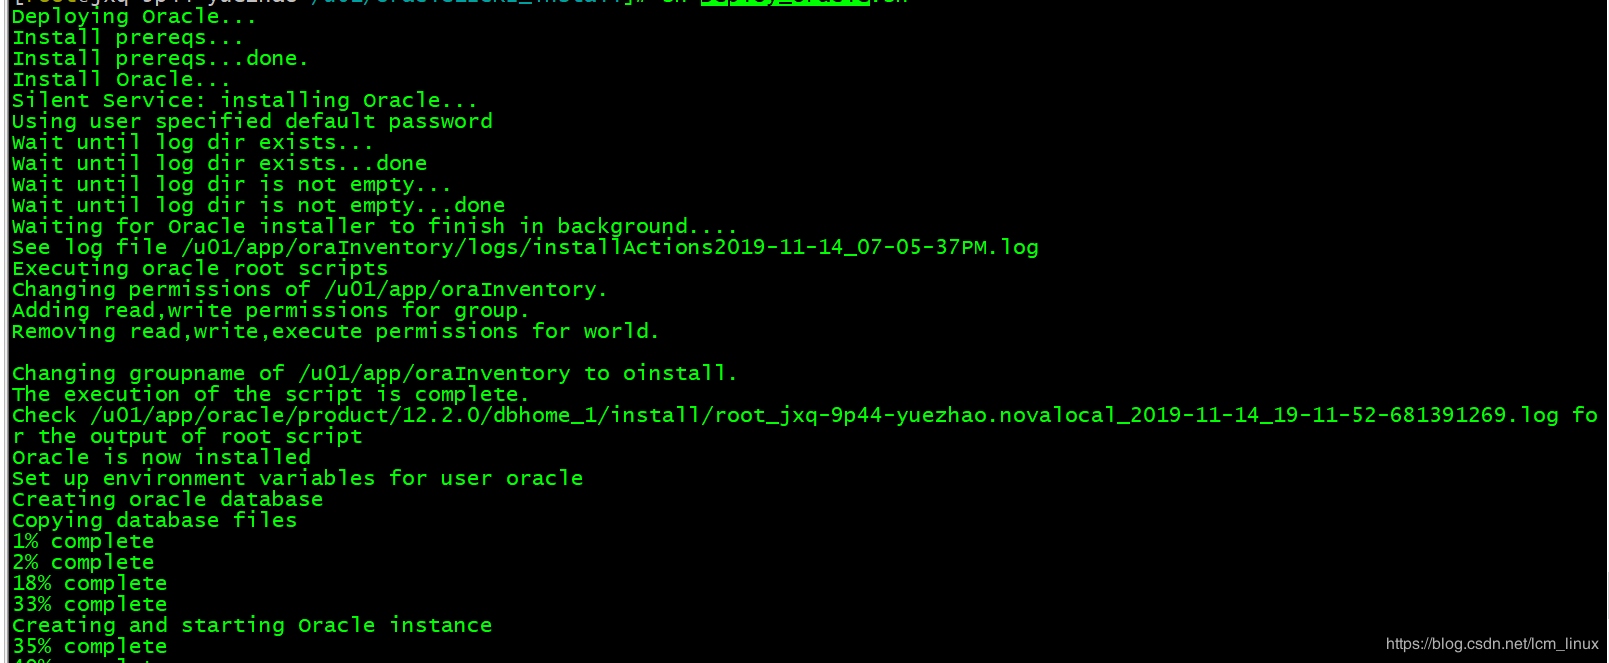 Deploying Oracle...
Install prereqs...
Install prereqs...done.
Install Oracle...
Silent Service: installing Oracle...
Using user specified default password
Wait until log dir exists...
Wait until log dir exists...done
Wait until log dir is not empty...
Wait until log dir is not empty...done
Waiting for Oracle installer to finish in background....
See log file /u01/app/oraInventory/logs/installActions2019-11-14_07-05-37PM.log
Executing oracle root scripts
Changing permissions of /u01/app/oraInventory.
Adding read,write permissions for group.
Removing read,write,execute permissions for world.
Changing groupname of /u01/app/oraInventory to oinstall.
The execution of the script is complete.
Check /u01/app/oracle/product/12.2.0/dbhome_1/install/root_jxq-9p44-yuezhao.novalocal_2019-11-14_19-11-52-681391269.log fo
r the output of root script
Oracle is now installed
Set up environment variables for user oracle
Creating oracle database
Copying database files
1% complete
2% complete
18% complete
33% complete
Creating and starting Oracle instance
35% complete
https://blog.csdn.net/lcm_linux